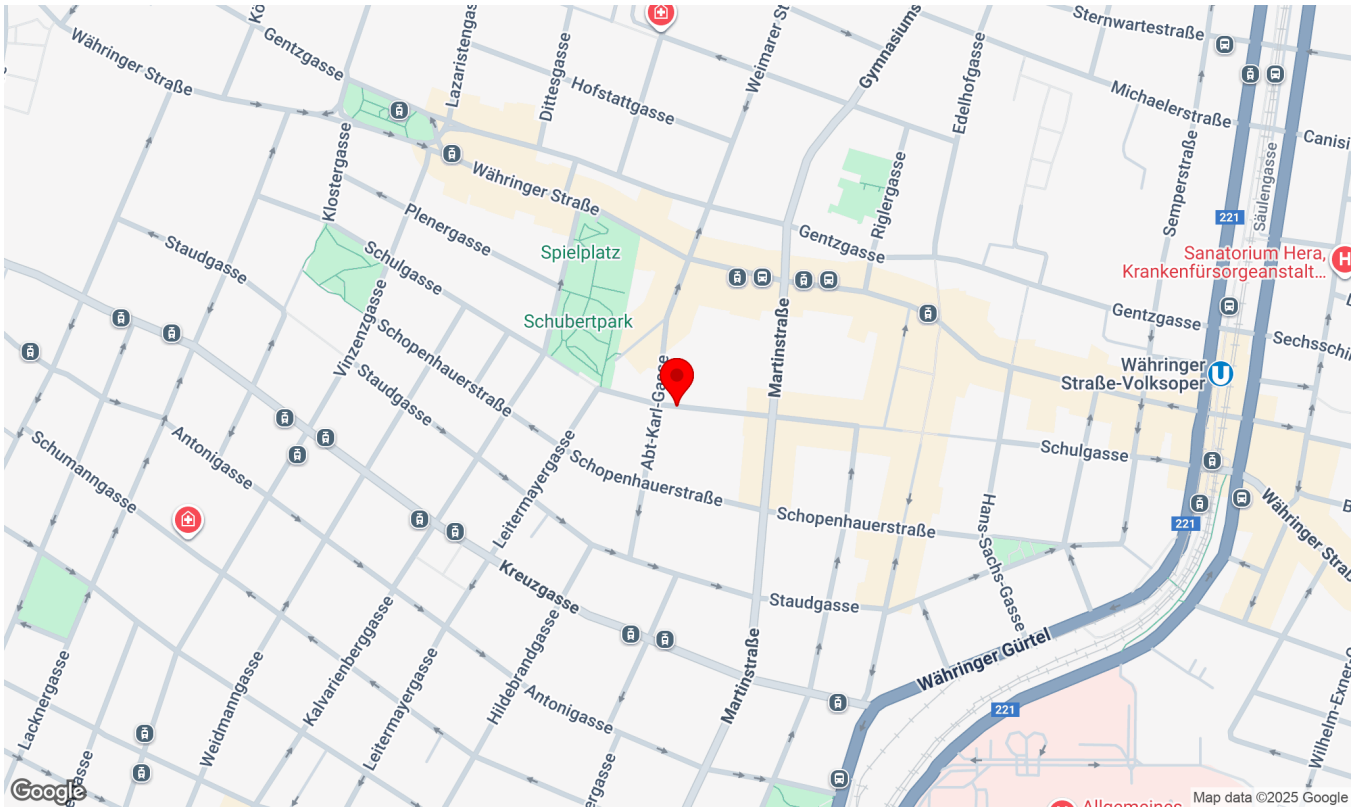 Sternwartestraße
Gentzgasse
Währinger Straße
Lazaristengasse
Dittesgasse
Weimarer St
Gymnasiums
Hofstattgasse
Edelhofgasse
Michaelerstraße
Canisi
Säulengasse
Semperstraße
Klostergasse
Währinger Straße
Riglergasse
Plenergasse
221
Staudgasse
Schulgasse
Spielplatz
Gentzgasse
Sanatorium Hera,
Krankenfürsorgeanstalt...
H
Schubertpark
Vinzenzgasse
Martinstraße
Gentzgasse
Sechsschi
Schopenhauerstraße
Staudgasse
Abt-Karl-Gasse
Währinger
Straße-Volksoper
U
Schumanngasse
Antonigasse
Leitermayergasse
Schopenhauerstraße
Schulgasse
Währinger Straß
B
Schopenhauerstraße
Hans-Sachs-Gasse
221
Kreuzgasse
Staudgasse
Währinger Gürtel
Lacknergasse
Weidmanngasse
Kalvarienberggasse
Leitermayergasse
Hildebrandgasse
Antonigasse
Martinstraße
221
Wilhelm-Exner-G
Allgemeines
Google
Map data ©2025 Google